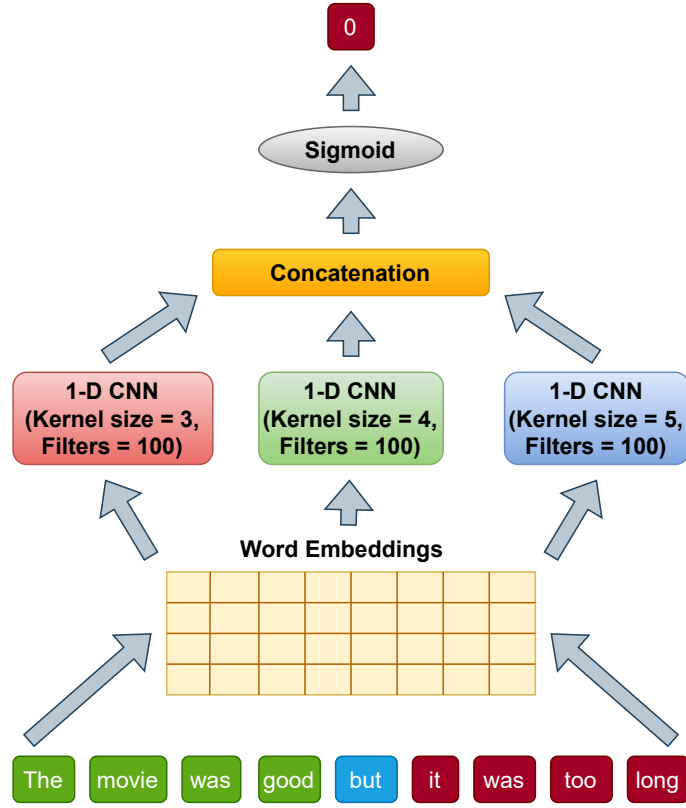 0
Sigmoid
Concatenation
1-D CNN
(Kernel size = 3,
Filters = 100)
1-D CNN
(Kernel size = 4,
Filters = 100)
1-D CNN
(Kernel size = 5,
Filters = 100)
Word Embeddings
The movie was good but it was too long